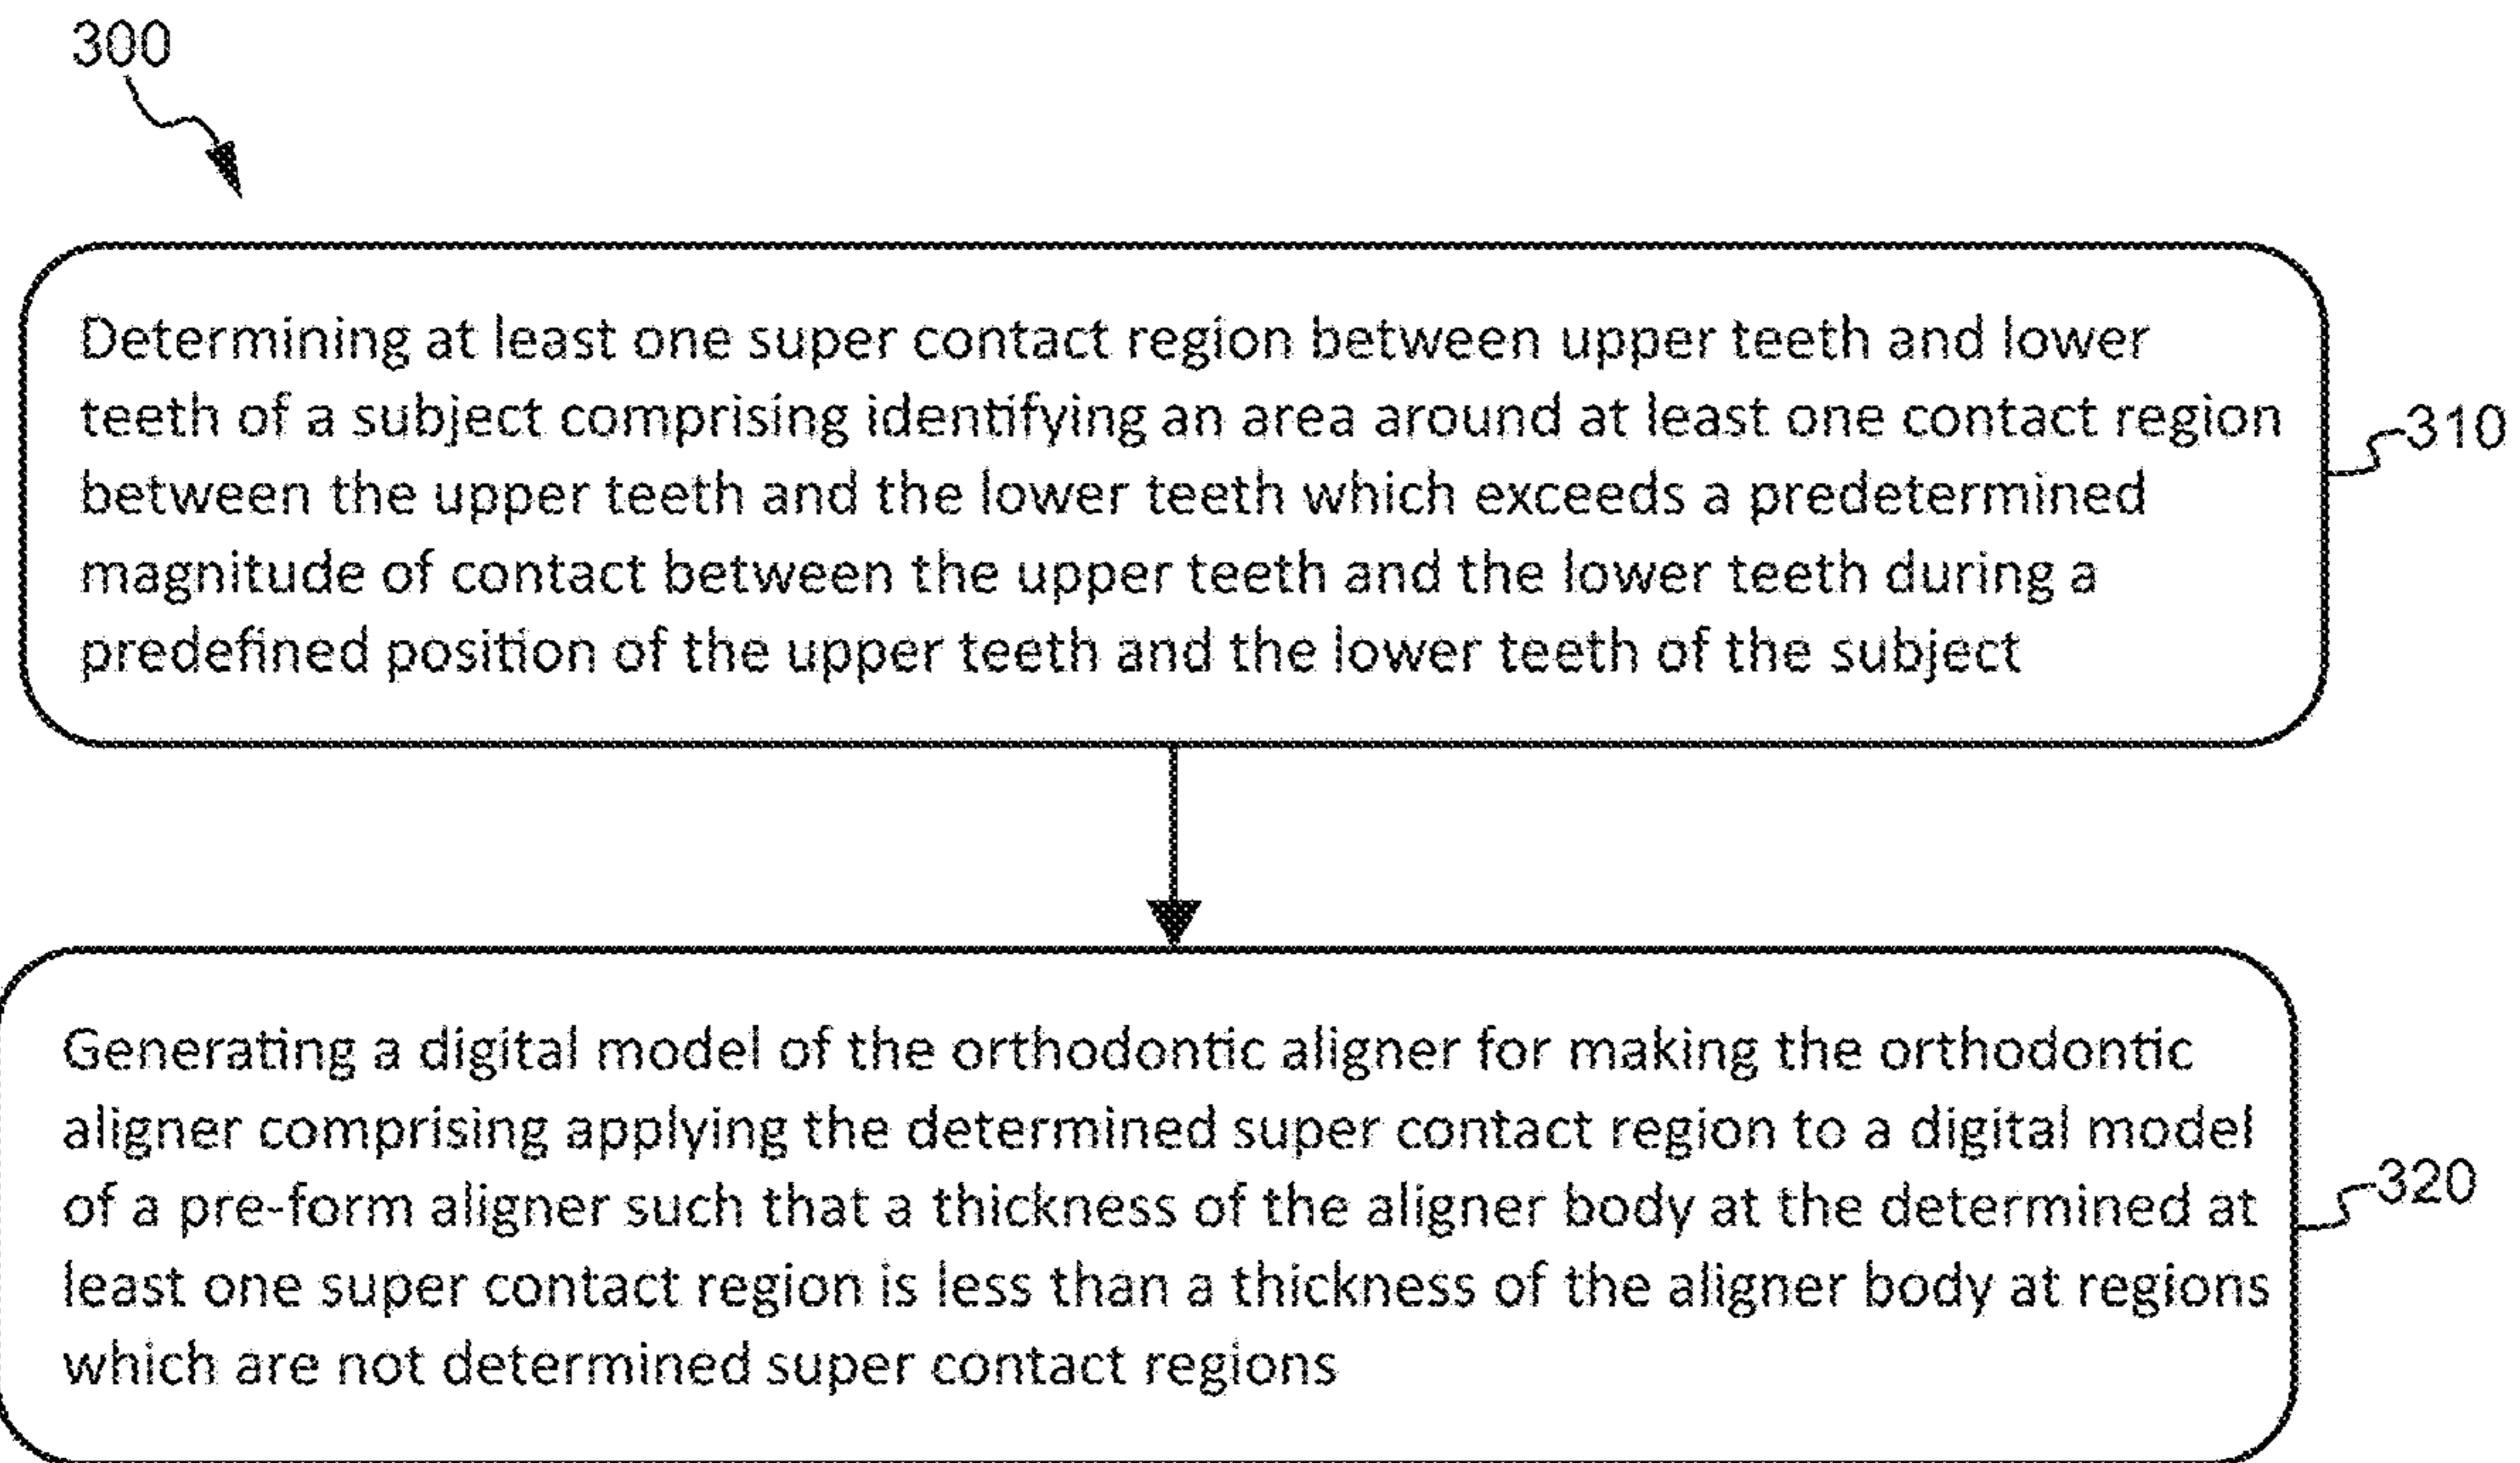 300
Determining at least one super contact region between upper teeth and lower
teeth of a subject comprising identifying an area around at least one contact region
between the upper teeth and the lower teeth which exceeds a predetermined
magnitude of contact between the upper teeth and the lower teeth during a
predefined position of the upper teeth and the lower teeth of the subject
310
Generating a digital model of the orthodontic aligner for making the orthodontic
aligner comprising applying the determined super contact region to a digital model
of a pre-form aligner such that a thickness of the aligner body at the determined at
least one super contact region is less than a thickness of the aligner body at regions
which are not determined super contact regions
320